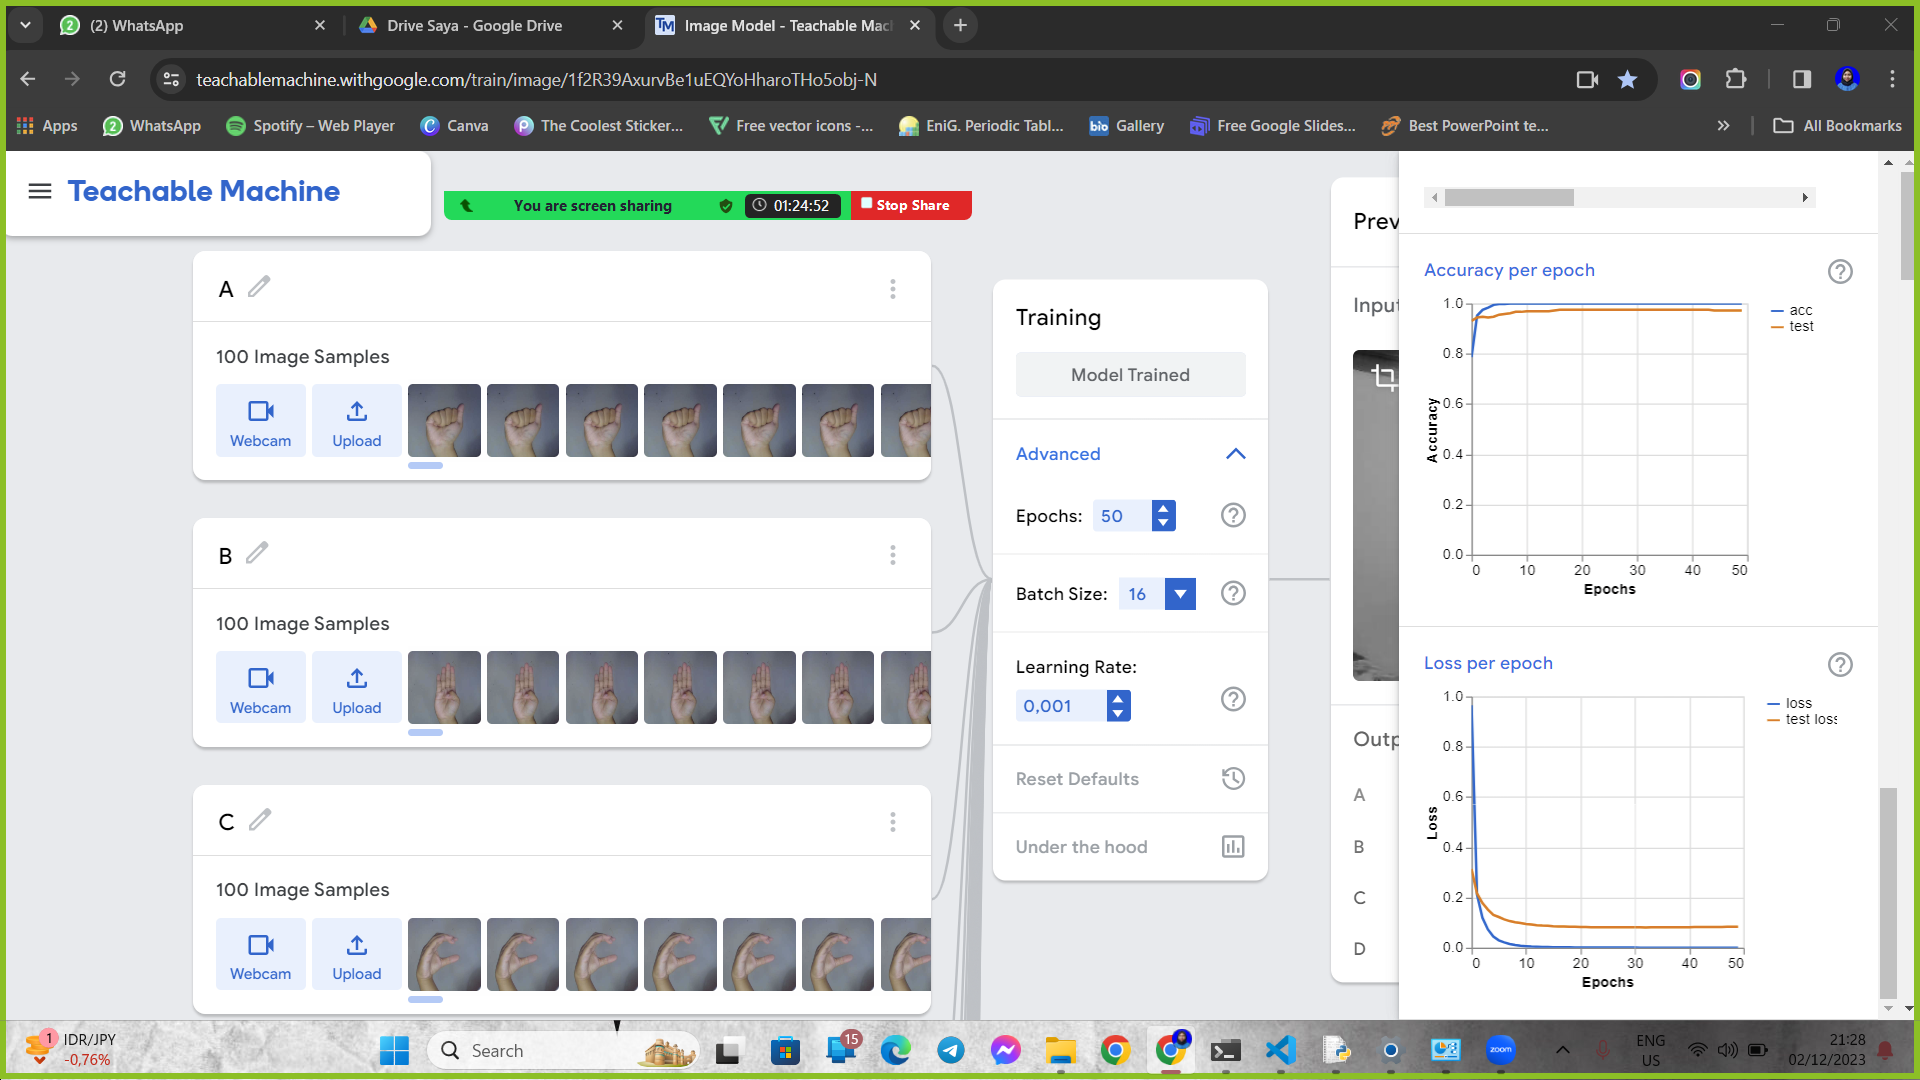 (2) WhatsApp
Drive Saya - Google Drive
TM Image Model - Teachable Mac
teachablemachine.withgoogle.com/train/image/1f2R39AxurvBe1uEQYoHharoTHo5obj-N
Apps
2 WhatsApp
Spotify – Web Player
Canva
The Coolest Sticker...
Free vector icons -...
EniG. Periodic Tabl...
bio Gallery
Free Google Slides...
Best PowerPoint te...
All Bookmarks
Teachable Machine
You are screen sharing
01:24:52
Stop Share
A
100 Image Samples
Webcam
Upload
B
100 Image Samples
Webcam
Upload
C
100 Image Samples
Webcam
Upload
Training
Model Trained
Advanced
Epochs: 50
Batch Size: 16
Learning Rate:
0,001
Reset Defaults
Under the hood
Prev
Input
Outp
A
B
C
D
Accuracy per epoch
1.0
0.8
0.6
0.4
0.2
0.0
Accuracy
0 10 20 30 40 50
Epochs
acc
test
Loss per epoch
1.0
0.8
0.6
0.4
0.2
0.0
Loss
0 10 20 30 40 50
Epochs
loss
test loss
1
IDR/JPY
-0,76%
Search
15
zoom
ENG
US
21:28
02/12/2023